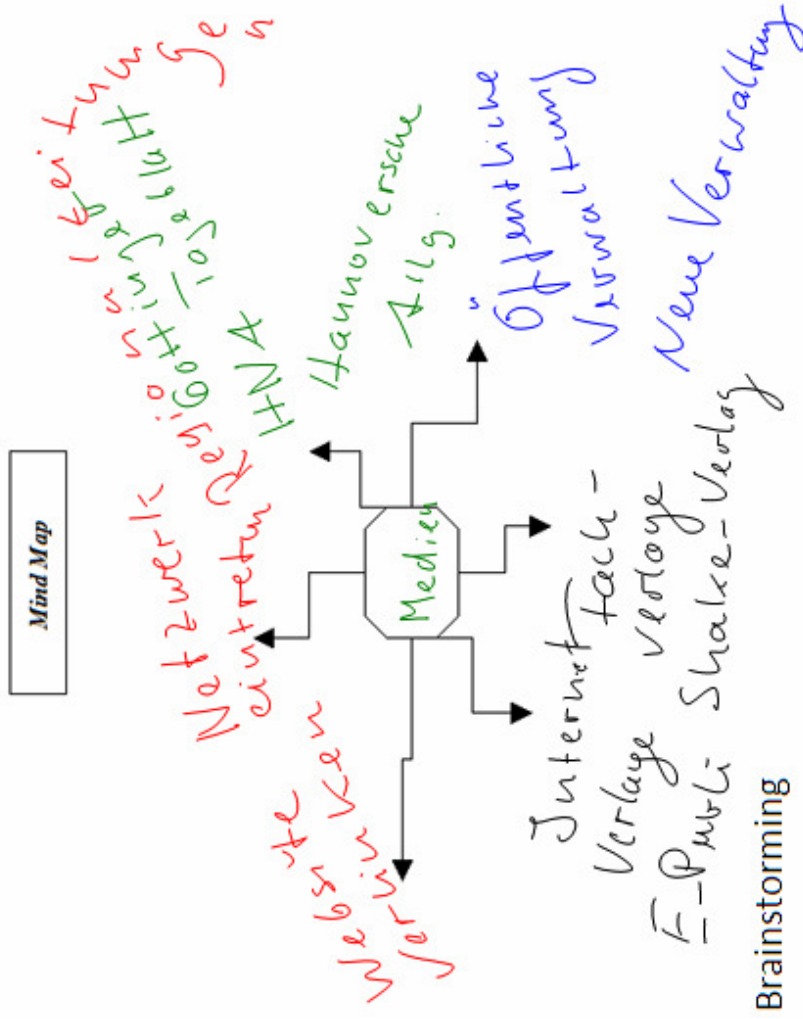 Mind Map
Netzwerk
eintreten
Regionalzeitungen
Göttinger
Tageblatt
HNA
Hannoversche
Allg.
Medien
Website
verlinken
Öffentliche
Verwaltung
Neue Verwaltung
Internet
Verlage
E-Publi
Fach-
verlage
Shaker-Verlag
Brainstorming